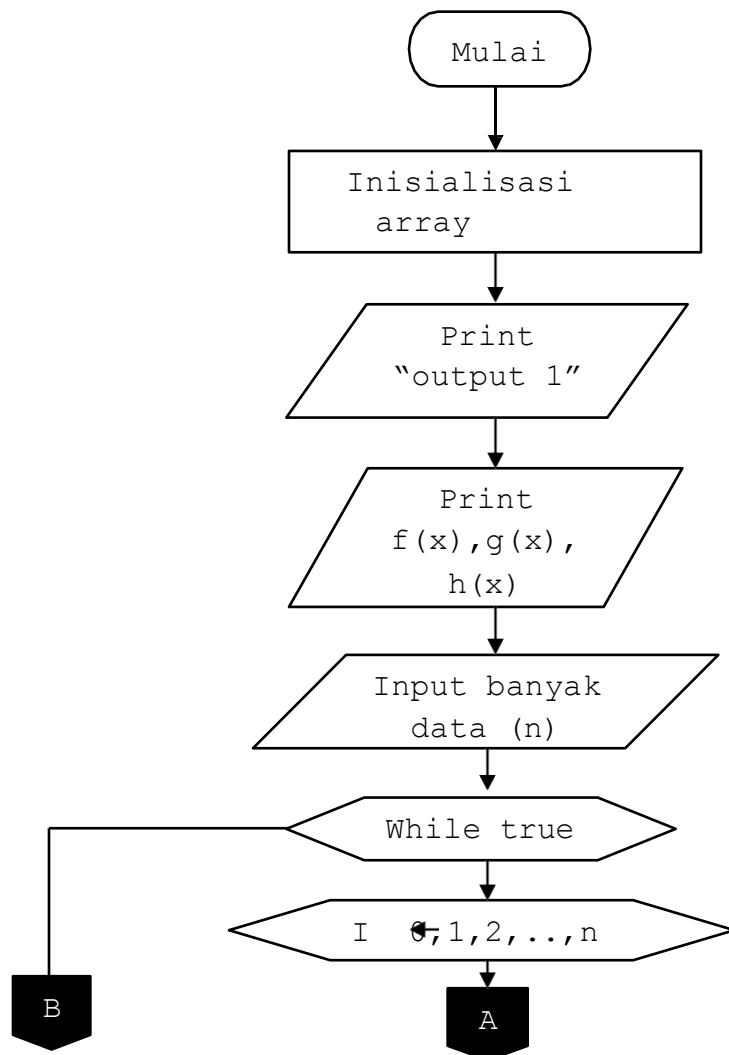 Mulai
Inisialisasi
array
Print
“output 1”
Print
f(x),g(x),
h(x)
Input banyak
data (n)
While true
I ← 0,1,2,..,n
B
A